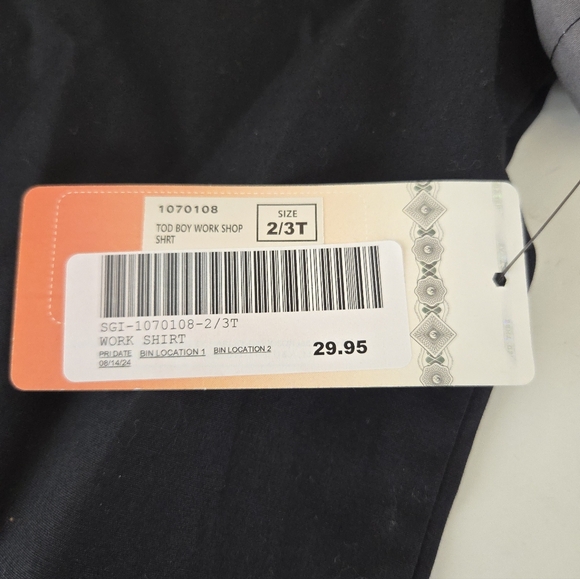 1070108
TOD BOY WORK SHOP
SHRT
SIZE
2/3T
SGI-1070108-2/3T
WORK SHIRT
PRI DATE BIN LOCATION 1 BIN LOCATION 2
08/14/24
29.95